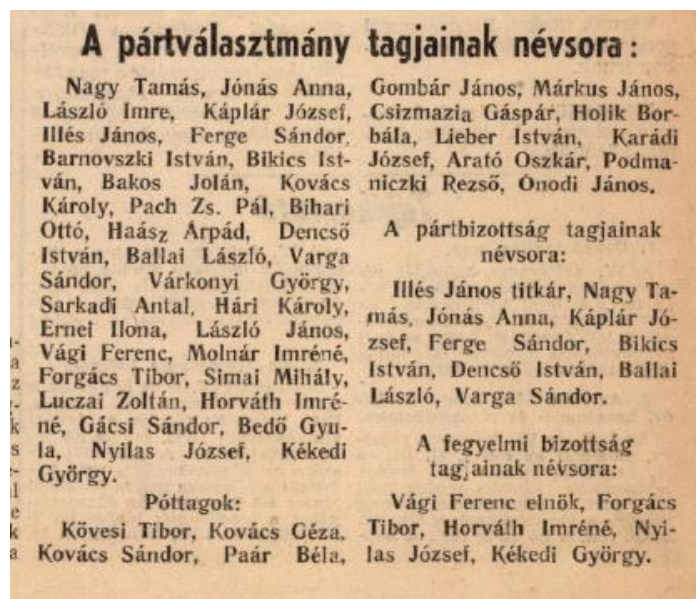 A pártválasztmány tagjainak névsora:
Nagy Tamás, Jónás Anna,
László Imre, Káplár József,
Illés János, Ferge Sándor,
Barnovszki István, Bikics Ist-
ván, Bakos Jolán, Kovács
Károly, Pach Zs. Pál, Bihari
Ottó, Haász Árpád, Dencső
István, Ballai László, Varga
Sándor, Várkonyi György,
Sarkadi Antal, Hári Károly,
Ernei Ilona, László János,
Vági Ferenc, Molnár Imréné,
Forgács Tibor, Simai Mihály,
Luczai Zoltán, Horváth Imré-
né, Gácsi Sándor, Bedő Gyu-
la, Nyilas József, Kékedi
György.
Póttagok:
Kövesi Tibor, Kovács Géza,
Kovács Sándor, Paár Béla,
Gombár János, Márkus János,
Csizmazia Gáspár, Holik Bor-
bála, Lieber István, Karádi
József, Arató Oszkár, Podma-
niczki Rezső, Ónodi János.
A pártbizottság tagjainak
névsora:
Illés János titkár, Nagy Ta-
más, Jónás Anna, Káplár Jó-
zsef, Ferge Sándor, Bikics
István, Dencső István, Ballai
László, Varga Sándor.
A fegyelmi bizottság
tagjainak névsora:
Vági Ferenc elnök, Forgács
Tibor, Horváth Imréné, Nyi-
las József, Kékedi György.